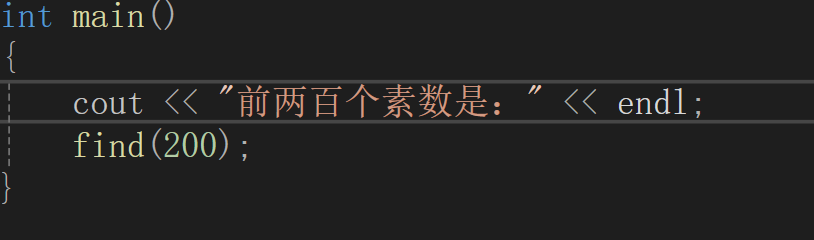 int main()
{
cout << "前两百个素数是：" << endl;
find(200);
}